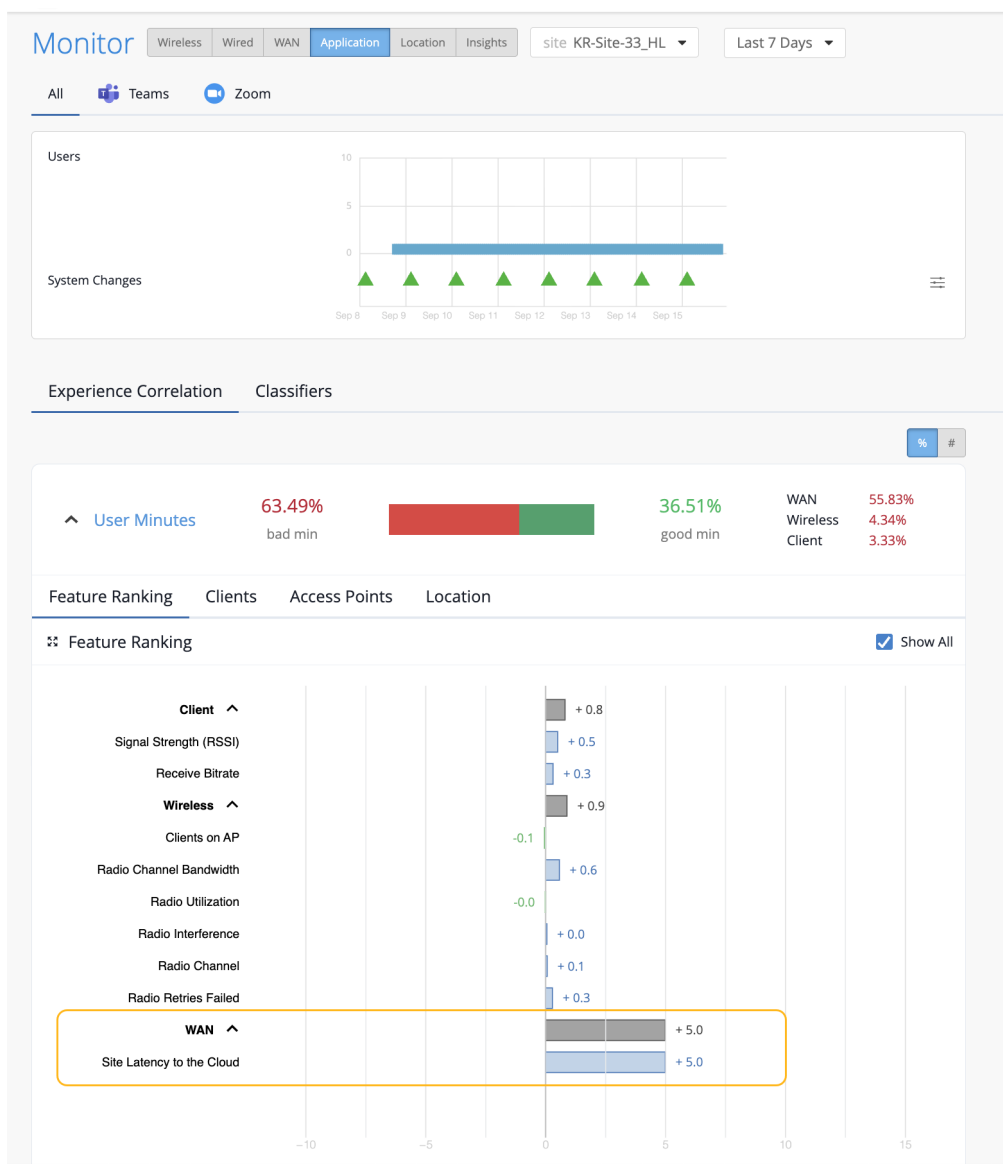 Monitor Wireless Wired WAN Application Location Insights site KR-Site-33_HL Last 7 Days
All Teams Zoom
Users
10
5
0
System Changes
Sep 8 Sep 9 Sep 10 Sep 11 Sep 12 Sep 13 Sep 14 Sep 15
Experience Correlation Classifiers
% #
User Minutes
63.49%
bad min
36.51%
good min
WAN 55.83%
Wireless 4.34%
Client 3.33%
Feature Ranking Clients Access Points Location
Feature Ranking Show All
Client + 0.8
Signal Strength (RSSI) + 0.5
Receive Bitrate + 0.3
Wireless + 0.9
Clients on AP -0.1
Radio Channel Bandwidth + 0.6
Radio Utilization -0.0
Radio Interference + 0.0
Radio Channel + 0.1
Radio Retries Failed + 0.3
WAN + 5.0
Site Latency to the Cloud + 5.0
−10 −5 0 5 10 15